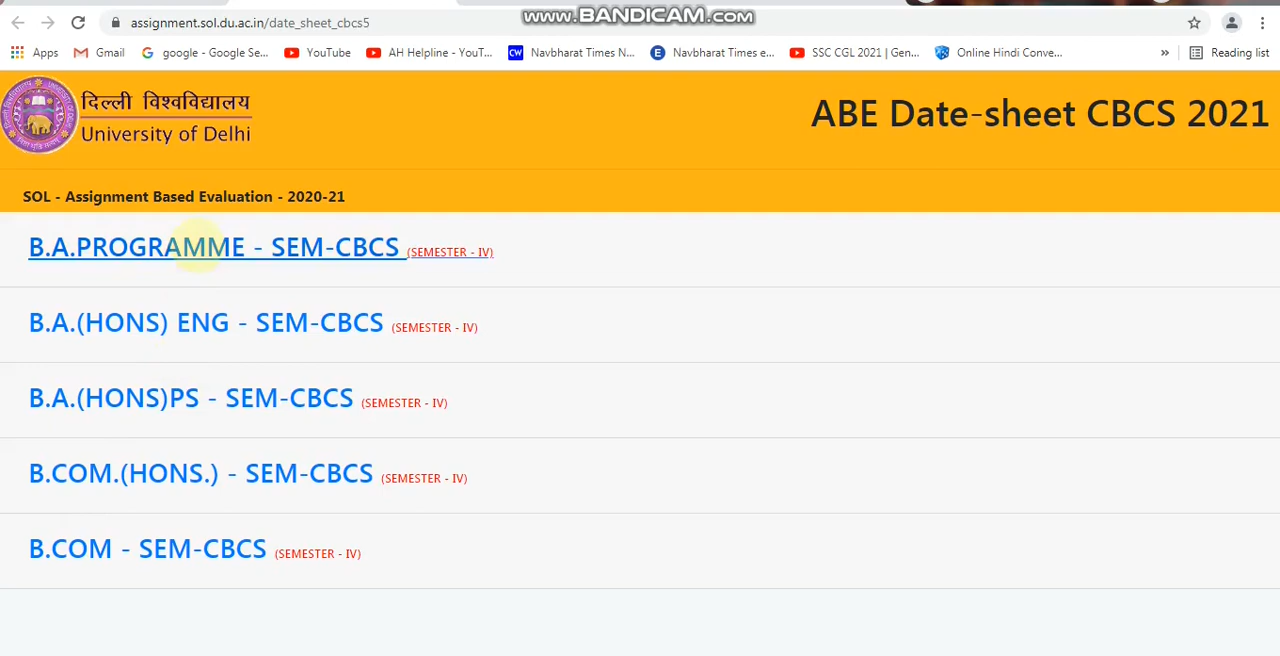 www.BANDICAM.com
assignment.sol.du.ac.in/date_sheet_cbcs5
Apps Gmail google - Google Se... YouTube AH Helpline - YouT... CW Navbharat Times N... E Navbharat Times e... SSC CGL 2021 | Gen... Online Hindi Conve... » Reading list
दिल्ली विश्वविद्यालय
University of Delhi
ABE Date-sheet CBCS 2021
SOL - Assignment Based Evaluation - 2020-21
B.A.PROGRAMME - SEM-CBCS (SEMESTER - IV)
B.A.(HONS) ENG - SEM-CBCS (SEMESTER - IV)
B.A.(HONS)PS - SEM-CBCS (SEMESTER - IV)
B.COM.(HONS.) - SEM-CBCS (SEMESTER - IV)
B.COM - SEM-CBCS (SEMESTER - IV)